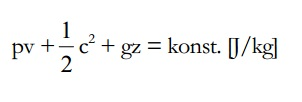 pv + 1/2 c² + gz = konst. [J/kg]